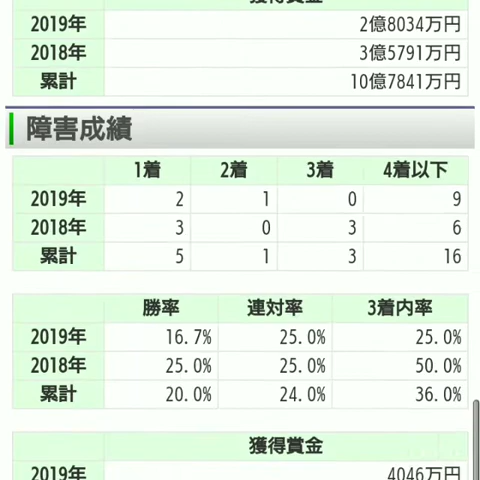 獲得賞金
2019年 2億8034万円
2018年 3億5791万円
累計 10億7841万円
障害成績
1着 2着 3着 4着以下
2019年 2 1 0 9
2018年 3 0 3 6
累計 5 1 3 16
勝率 連対率 3着内率
2019年 16.7% 25.0% 25.0%
2018年 25.0% 25.0% 50.0%
累計 20.0% 24.0% 36.0%
獲得賞金
2019年 4046万円